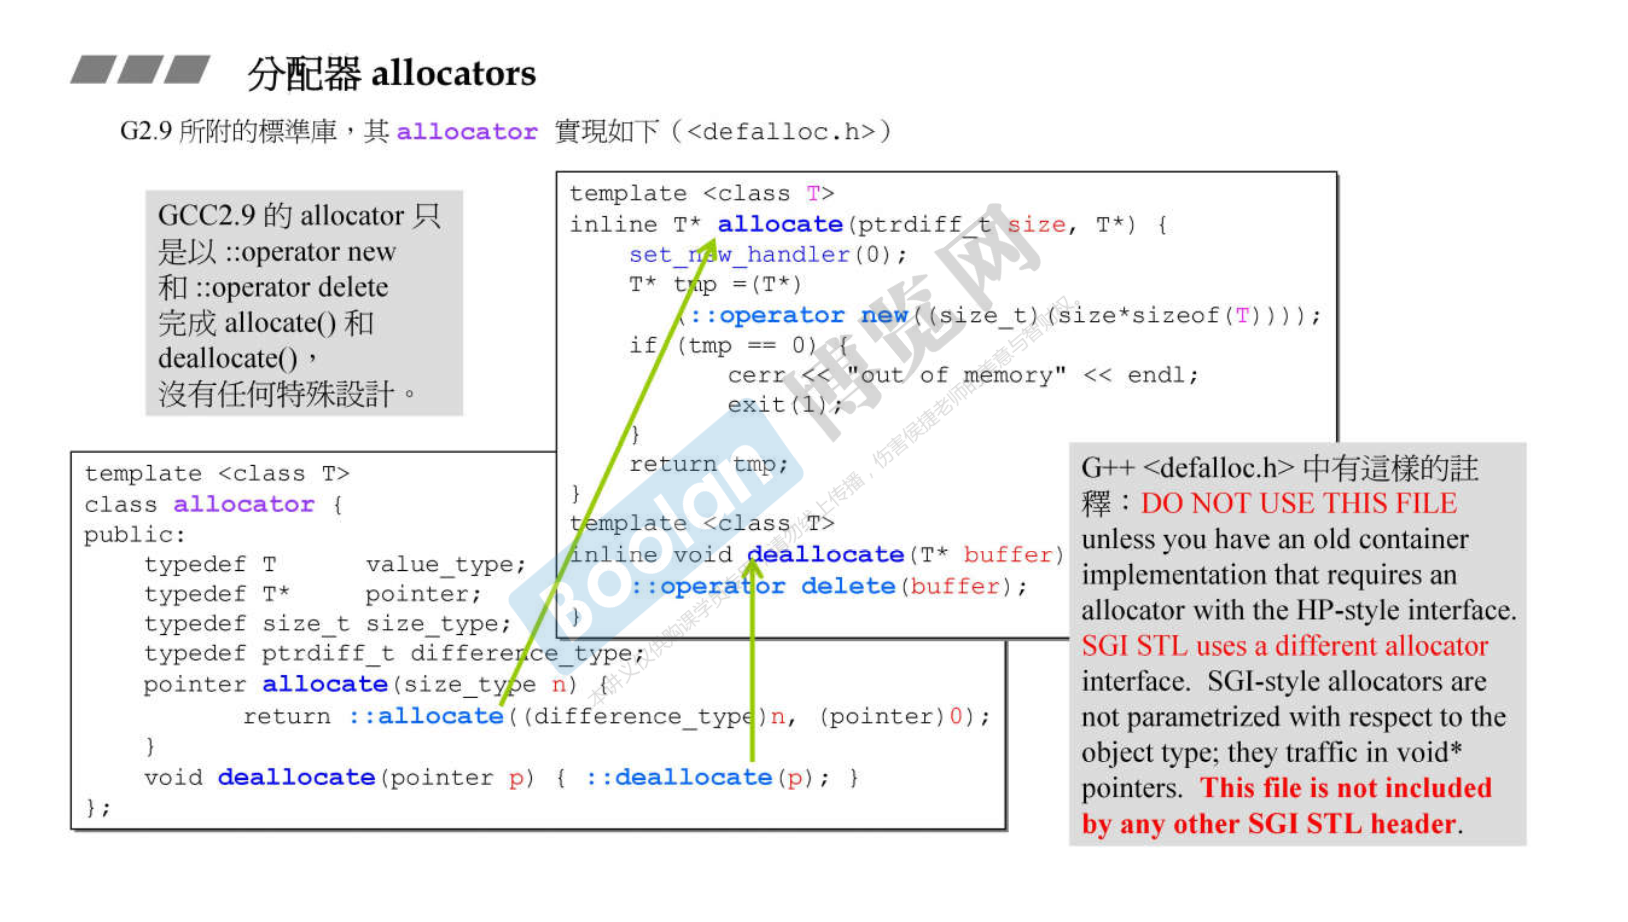 分配器 allocators
G2.9 所附的標準庫，其 allocator 實現如下（<defalloc.h>）
GCC2.9 的 allocator 只
是以 ::operator new
和 ::operator delete
完成 allocate() 和
deallocate()，
沒有任何特殊設計。
template <class T>
inline T* allocate(ptrdiff_t size, T*) {
set_new_handler(0);
T* tmp =(T*)
(::operator new((size_t)(size*sizeof(T))));
if (tmp == 0) {
cerr << "out of memory" << endl;
exit(1);
}
return tmp;
}
template <class T>
inline void deallocate(T* buffer)
::operator delete(buffer);
}
template <class T>
class allocator {
public:
typedef T value_type;
typedef T* pointer;
typedef size_t size_type;
typedef ptrdiff_t difference_type;
pointer allocate(size_type n) {
return ::allocate((difference_type)n, (pointer)0);
}
void deallocate(pointer p) { ::deallocate(p); }
};
G++ <defalloc.h> 中有這樣的註
釋：DO NOT USE THIS FILE
unless you have an old container
implementation that requires an
allocator with the HP-style interface.
SGI STL uses a different allocator
interface. SGI-style allocators are
not parametrized with respect to the
object type; they traffic in void*
pointers. This file is not included
by any other SGI STL header.
Boolan 博览网